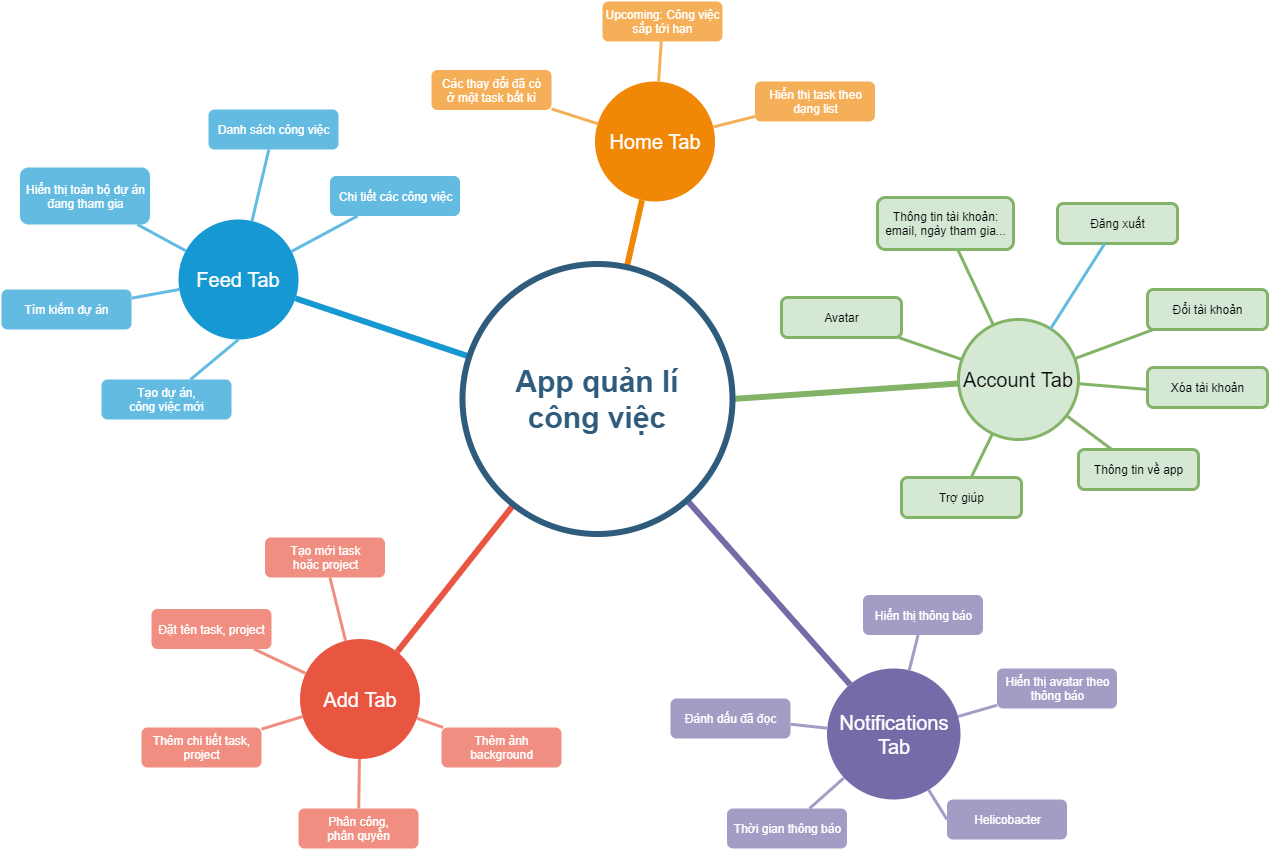 Upcoming: Công việc
sắp tới hạn
Các thay đổi đã có
ở một task bất kì
Hiển thị task theo
dạng list
Home Tab
Danh sách công việc
Hiển thị toàn bộ dự án
đang tham gia
Chi tiết các công việc
Feed Tab
Tìm kiếm dự án
Tạo dự án,
công việc mới
Thông tin tài khoản:
email, ngày tham gia...
Đăng xuất
Avatar
Đổi tài khoản
Account Tab
Xóa tài khoản
Thông tin về app
Trợ giúp
App quản lí
công việc
Tạo mới task
hoặc project
Đặt tên task, project
Add Tab
Thêm chi tiết task,
project
Thêm ảnh
background
Phân công,
phân quyền
Hiển thị thông báo
Hiển thị avatar theo
thông báo
Đánh dấu đã đọc
Notifications
Tab
Thời gian thông báo
Helicobacter